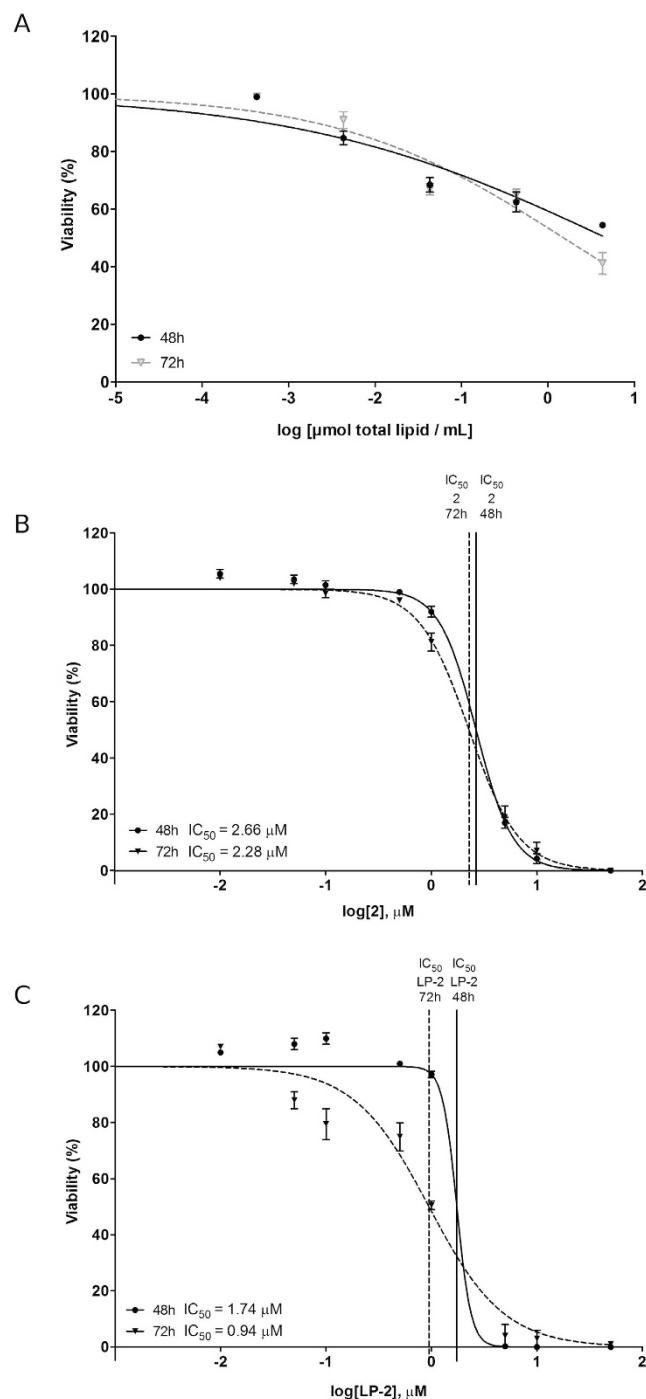 A
120
100
80
60
40
20
0
Viability (%)
48h
72h
-5 -4 -3 -2 -1 0 1
log [µmol total lipid / mL]
IC50 IC50
2 2
72h 48h
B
120
100
80
60
40
20
0
Viability (%)
48h IC50 = 2.66 µM
72h IC50 = 2.28 µM
-2 -1 0 1 2
log[2], µM
IC50 IC50
LP-2 LP-2
72h 48h
C
120
100
80
60
40
20
0
Viability (%)
48h IC50 = 1.74 µM
72h IC50 = 0.94 µM
-2 -1 0 1 2
log[LP-2], µM